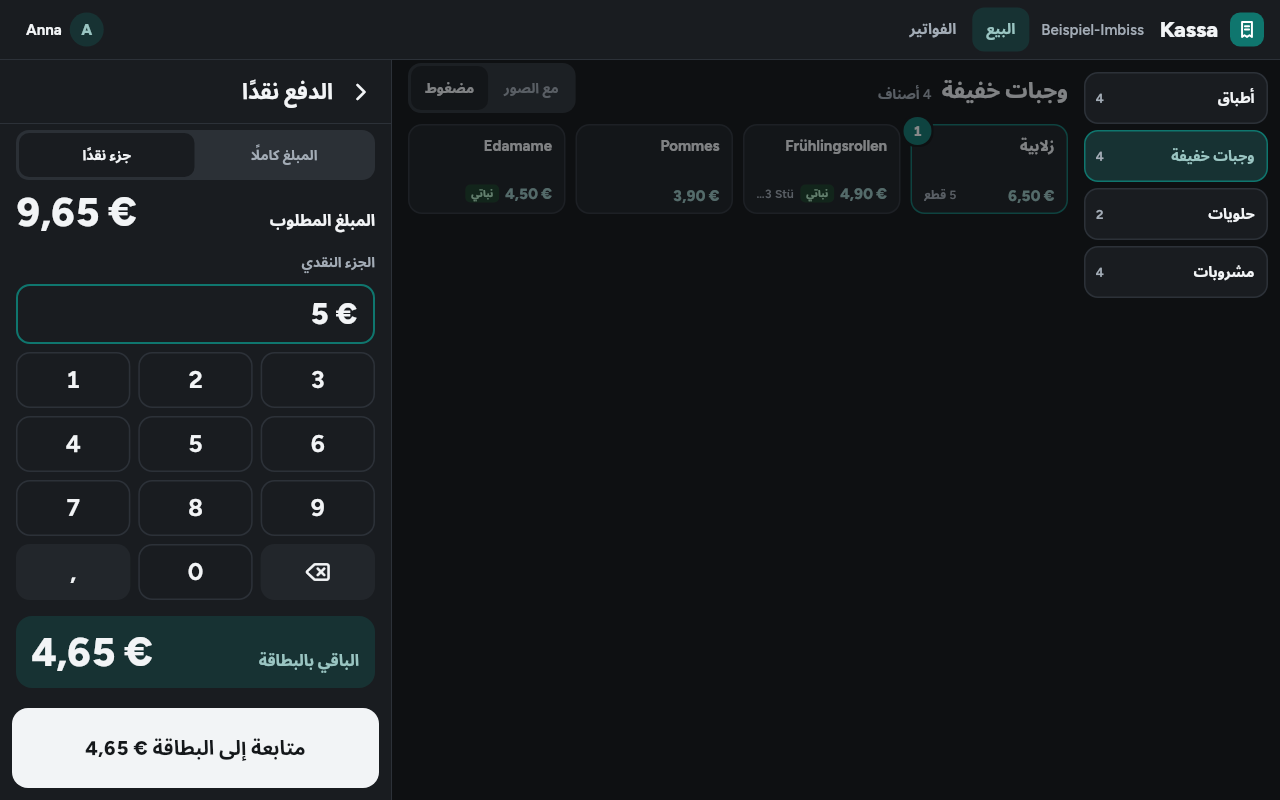 Kassa
Beispiel-Imbiss
البيع
الفواتير
Anna
A
أطباق
4
وجبات خفيفة
4
حلويات
2
مشروبات
4
وجبات خفيفة
4 أصناف
مع الصور
مضغوط
1
زلابية
6,50 €
5 قطع
Frühlingsrollen
4,90 €
نباتي
3 Stü…
Pommes
3,90 €
Edamame
4,50 €
نباتي
الدفع نقدًا
المبلغ كاملًا
جزء نقدًا
المبلغ المطلوب
9,65 €
الجزء النقدي
5 €
1 2 3
4 5 6
7 8 9
, 0
الباقي بالبطاقة
4,65 €
متابعة إلى البطاقة 4,65 €